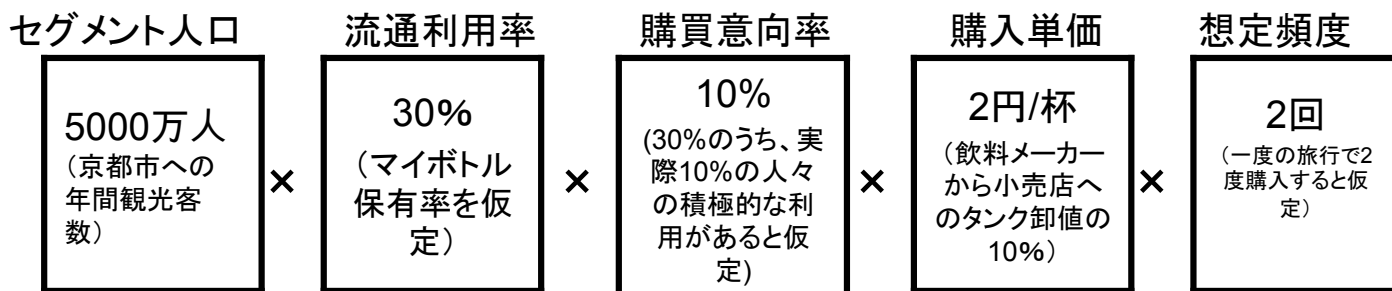 セグメント人口
流通利用率
購買意向率
購入単価
想定頻度
5000万人
(京都市への
年間観光客
数)
×
30%
(マイボトル
保有率を仮
定)
×
10%
(30%のうち、実
際10%の人々
の積極的な利
用があると仮
定)
×
2円/杯
(飲料メーカー
から小売店へ
のタンク卸値の
10%)
×
2回
(一度の旅行で2
度購入すると仮
定)